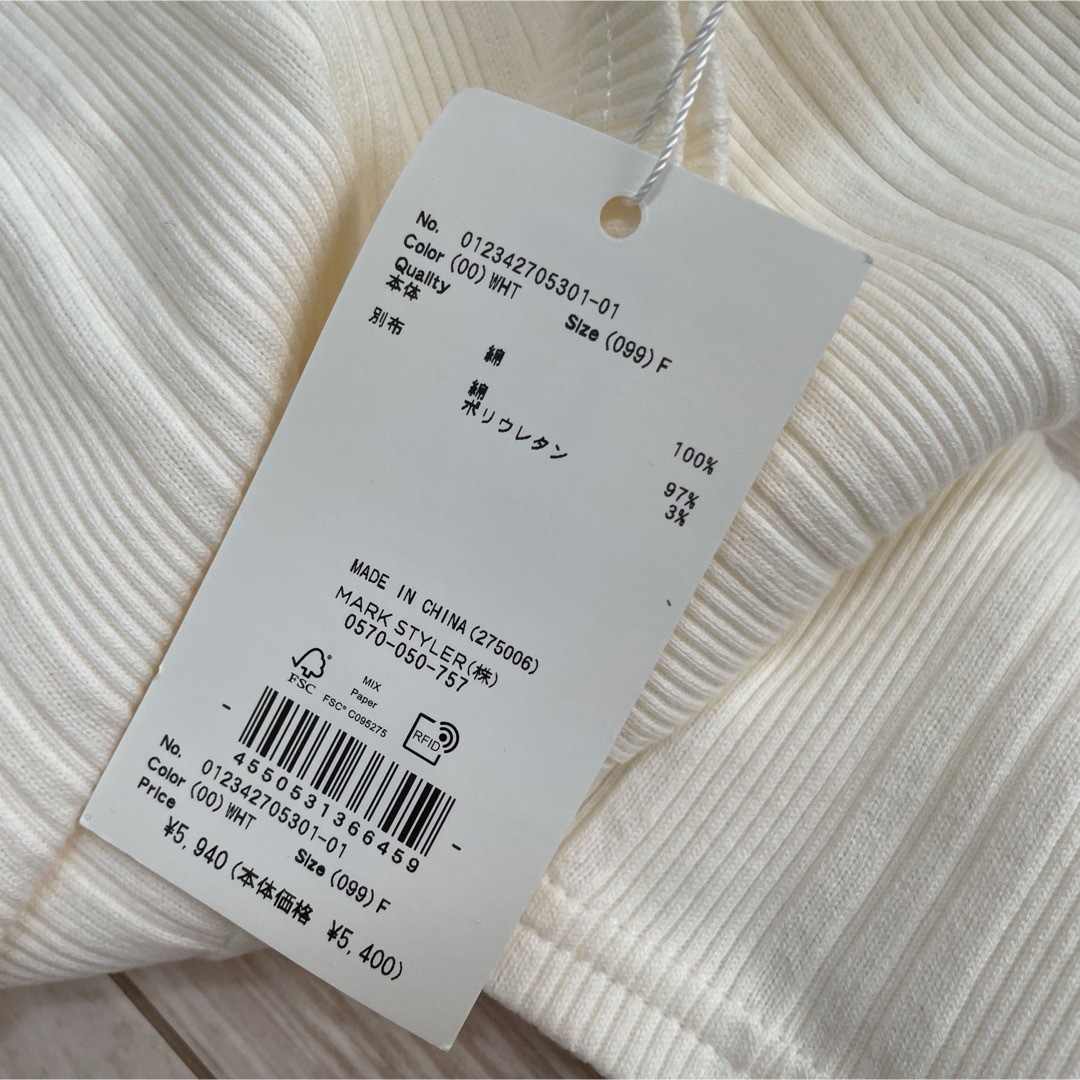 No. 012342705301-01
Color (00) WHT Size (099) F
Quality
本体 綿 100%
別布 綿 97%
ポリウレタン 3%
MADE IN CHINA (275006)
MARK STYLER(株)
0570-050-757
FSC
MIX
Paper
FSC® C095275
RFID
4550531366459
No. 012342705301-01
Color (00) WHT Size (099) F
Price
¥5,940(本体価格 ¥5,400)